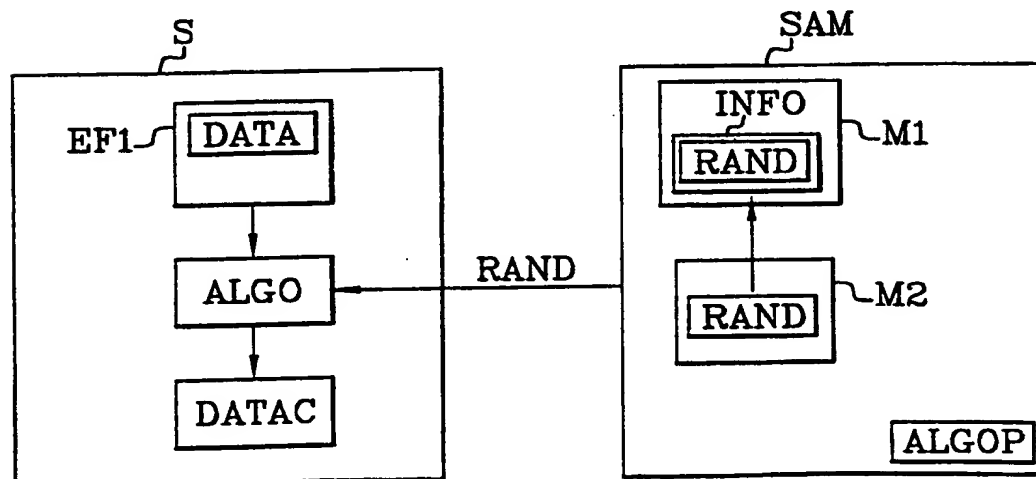 S
SAM
EF1
DATA
INFO
RAND
M1
ALGO
RAND
RAND
M2
DATAC
ALGOP